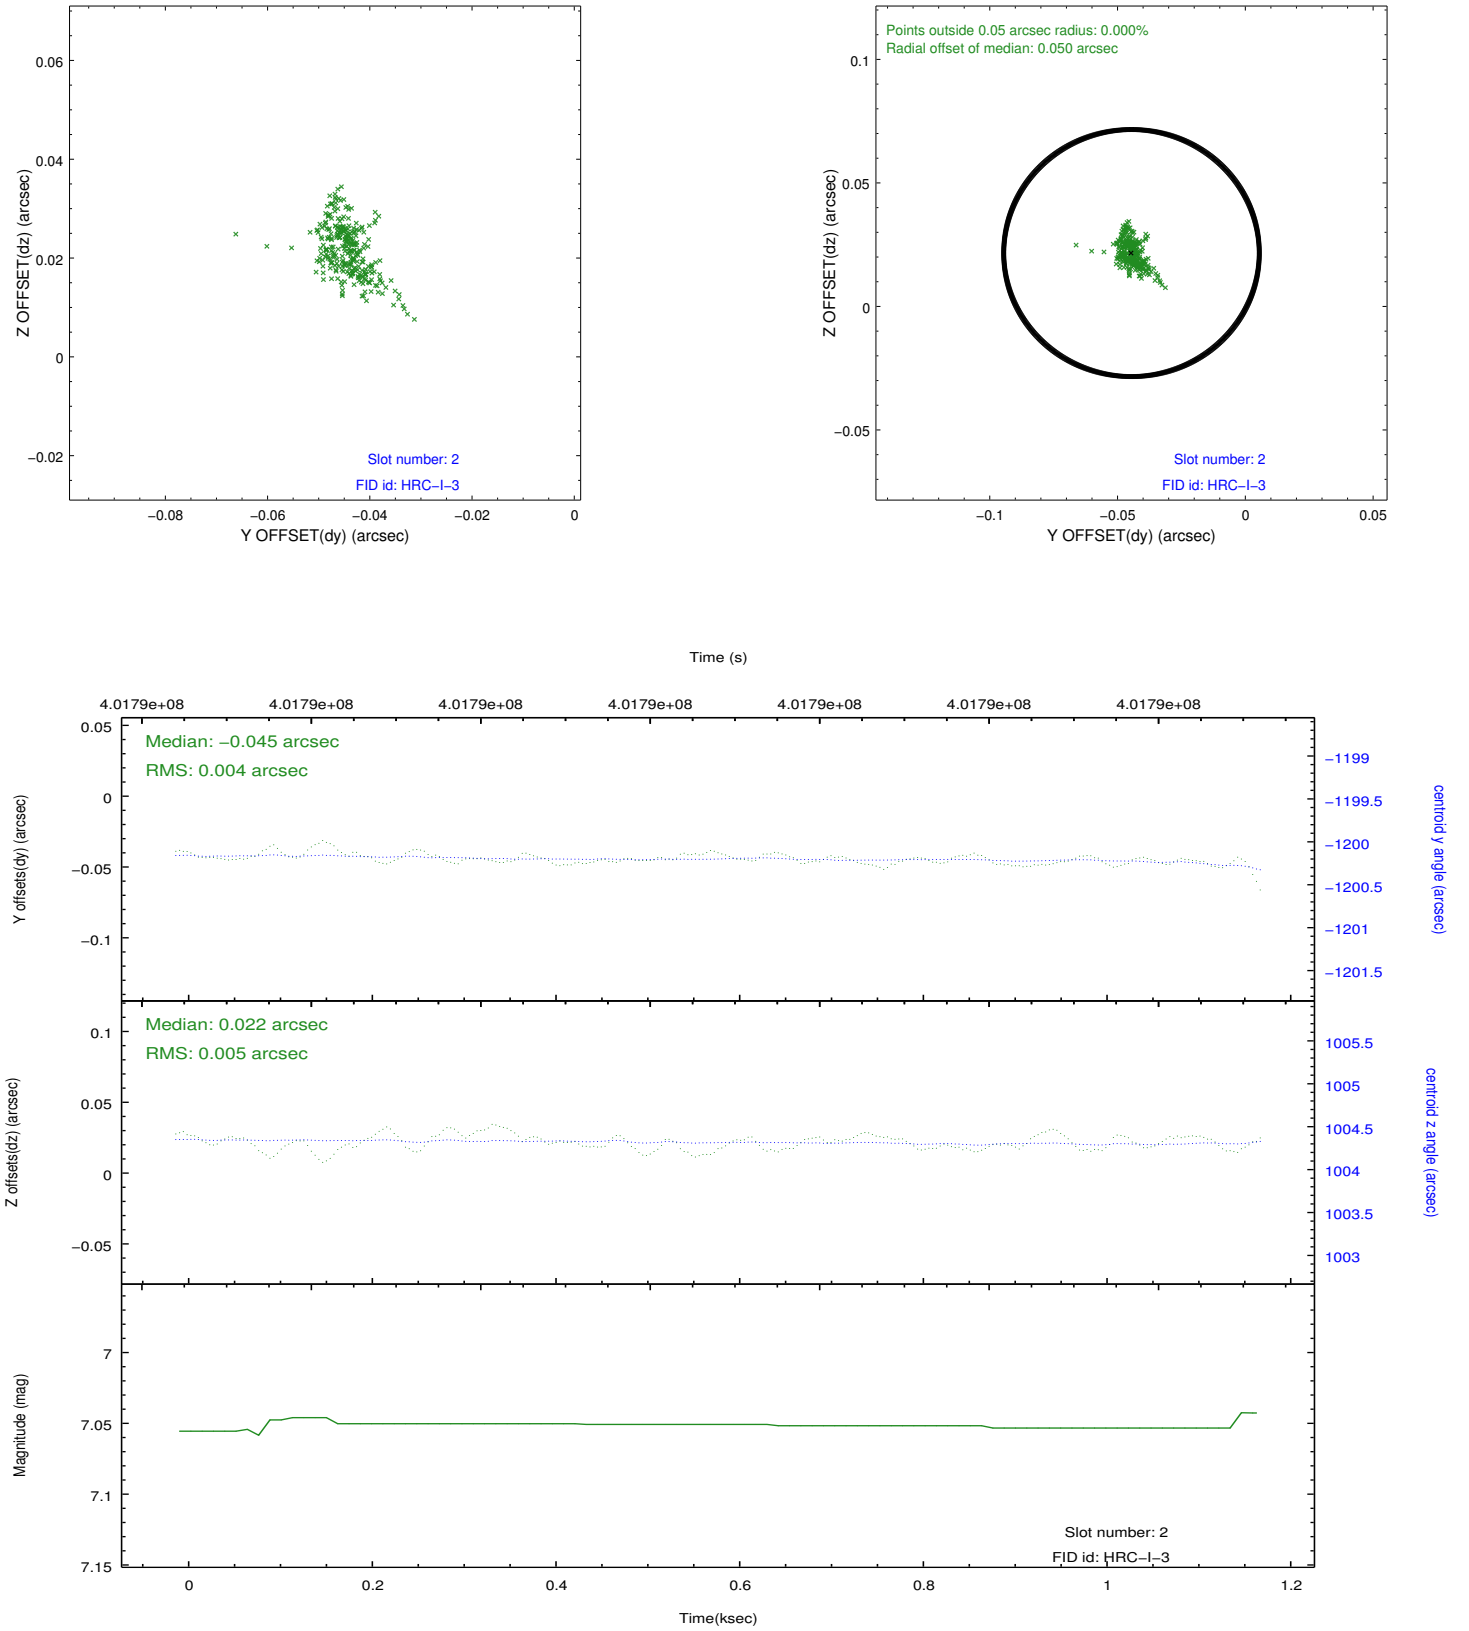 0.06
0.04
0.02
0
−0.02
Z OFFSET(dz) (arcsec)
Slot number: 2
FID id: HRC−I−3
−0.08 −0.06 −0.04 −0.02 0
Y OFFSET(dy) (arcsec)
Points outside 0.05 arcsec radius: 0.000%
Radial offset of median: 0.050 arcsec
0.1
0.05
0
−0.05
Z OFFSET(dz) (arcsec)
Slot number: 2
FID id: HRC−I−3
−0.1 −0.05 0 0.05
Y OFFSET(dy) (arcsec)
Time (s)
4.0179e+08 4.0179e+08 4.0179e+08 4.0179e+08 4.0179e+08 4.0179e+08 4.0179e+08
Median: −0.045 arcsec
RMS: 0.004 arcsec
0.05
0
−0.05
−0.1
Y offsets(dy) (arcsec)
−1199
−1199.5
−1200
−1200.5
−1201
−1201.5
centroid y angle (arcsec)
Median: 0.022 arcsec
RMS: 0.005 arcsec
0.1
0.05
0
−0.05
Z offsets(dz) (arcsec)
1005.5
1005
1004.5
1004
1003.5
1003
centroid z angle (arcsec)
7
7.05
7.1
7.15
Magnitude (mag)
Slot number: 2
FID id: HRC−I−3
0 0.2 0.4 0.6 0.8 1 1.2
Time(ksec)